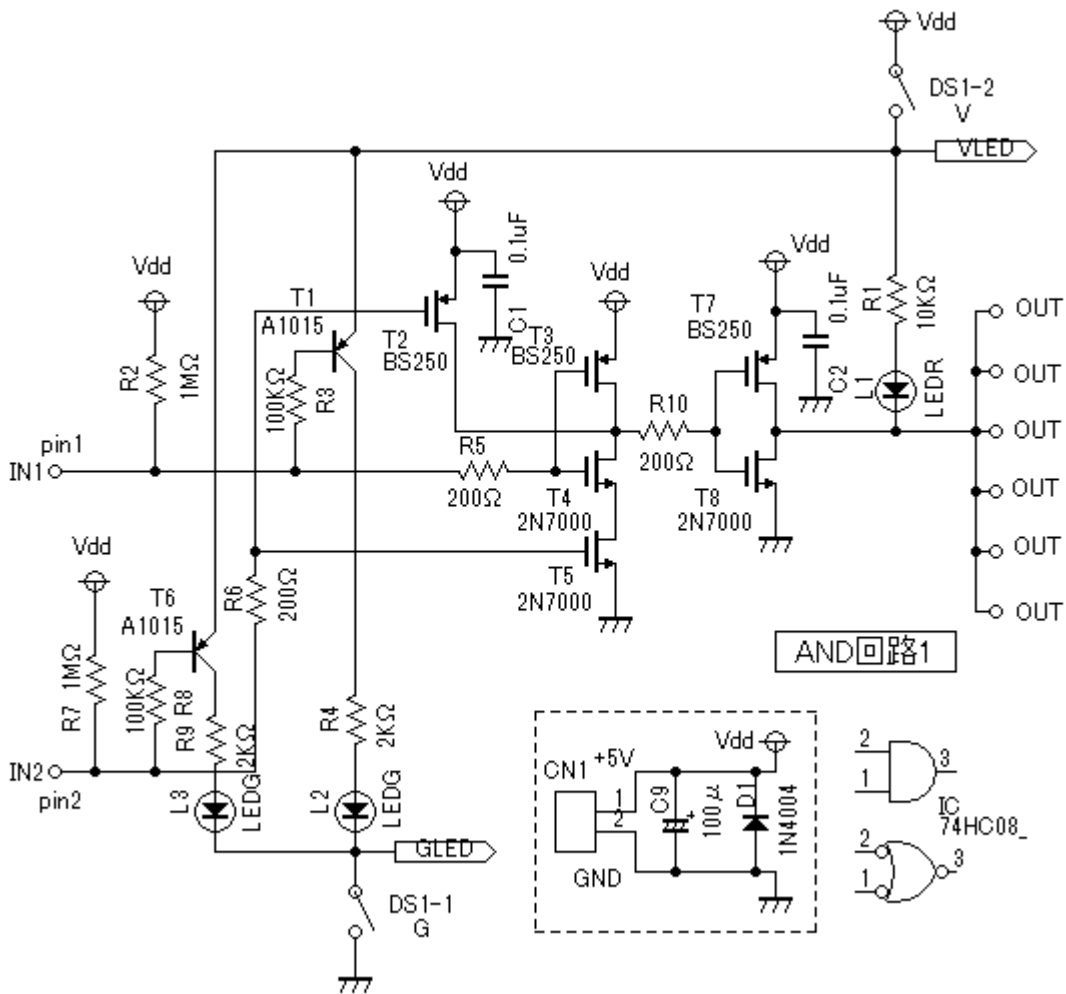 Vdd
DS1-2
V
VLED
Vdd
0.1uF
C1
Vdd
Vdd
Vdd
0.1uF
C2
R1
10KΩ
T1
A1015
T2
BS250
T3
BS250
T7
BS250
L1
LEDR
OUT
OUT
OUT
OUT
OUT
OUT
R2
1MΩ
100KΩ
R3
R10
200Ω
pin1
IN1
R5
200Ω
T4
2N7000
T8
2N7000
T5
2N7000
Vdd
T6
A1015
R6
200Ω
R7
1MΩ
100KΩ
R8
R9
2KΩ
R4
2KΩ
IN2
pin2
L3
LEDG
L2
LEDG
GLED
DS1-1
G
AND回路1
Vdd
CN1
+5V
1
2
C9
+
100μ
D1
1N4004
GND
2
1
3
IC
74HC08_
2
1
3